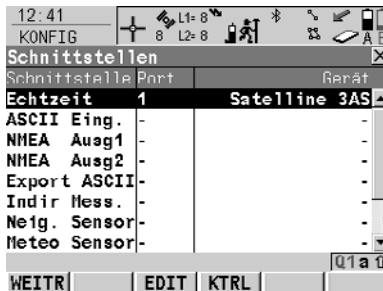 12:41
KONFIG
8
L1= 8
L2= 8
A B
Schnittstellen
Schnittstelle Port Gerät
Echtzeit 1 Satelline 3AS
ASCII Eing. - -
NMEA Ausg1 - -
NMEA Ausg2 - -
Export ASCII - -
Indir Mess. - -
Neig. Sensor - -
Meteo Sensor - -
Q1a
WEITR EDIT KTRL